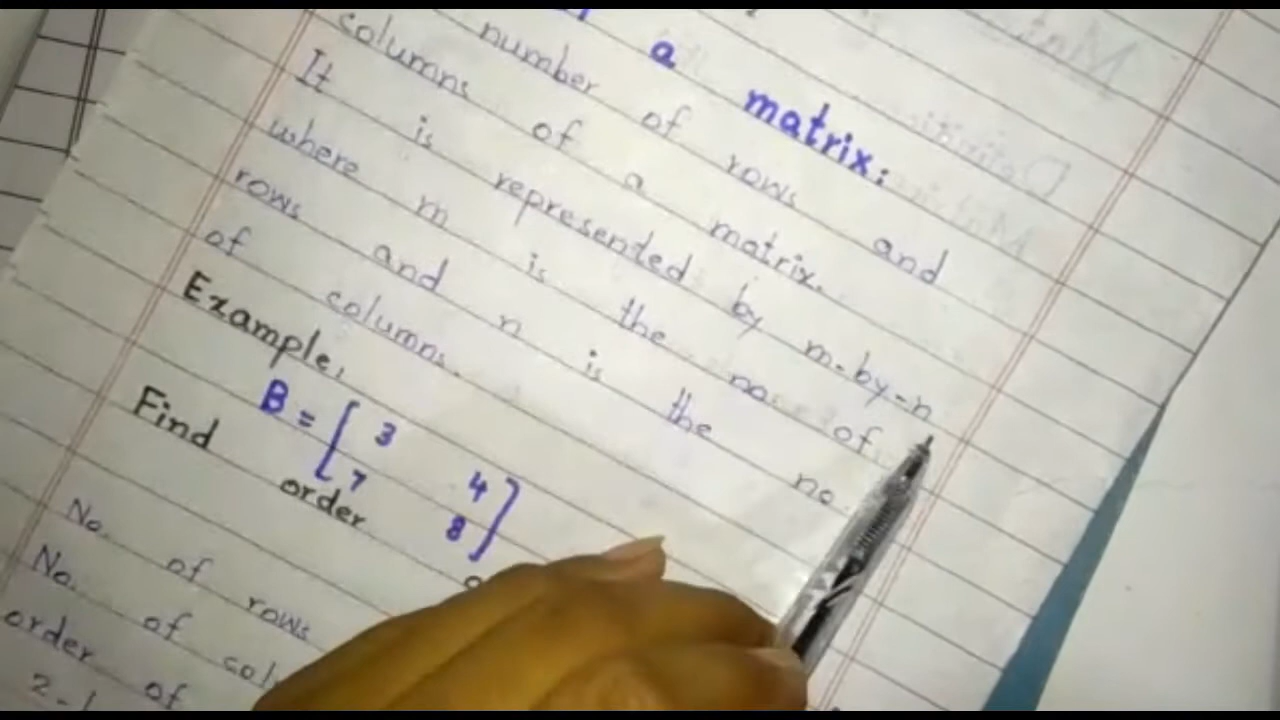 a matrix:
number of rows and
columns of a matrix.
It is represented by m-by-n
where m is the no of
rows and n is the no.
of columns.
Example:
B = [ 3 4
7 8 ]
Find order
No. of rows
No. of col
order of